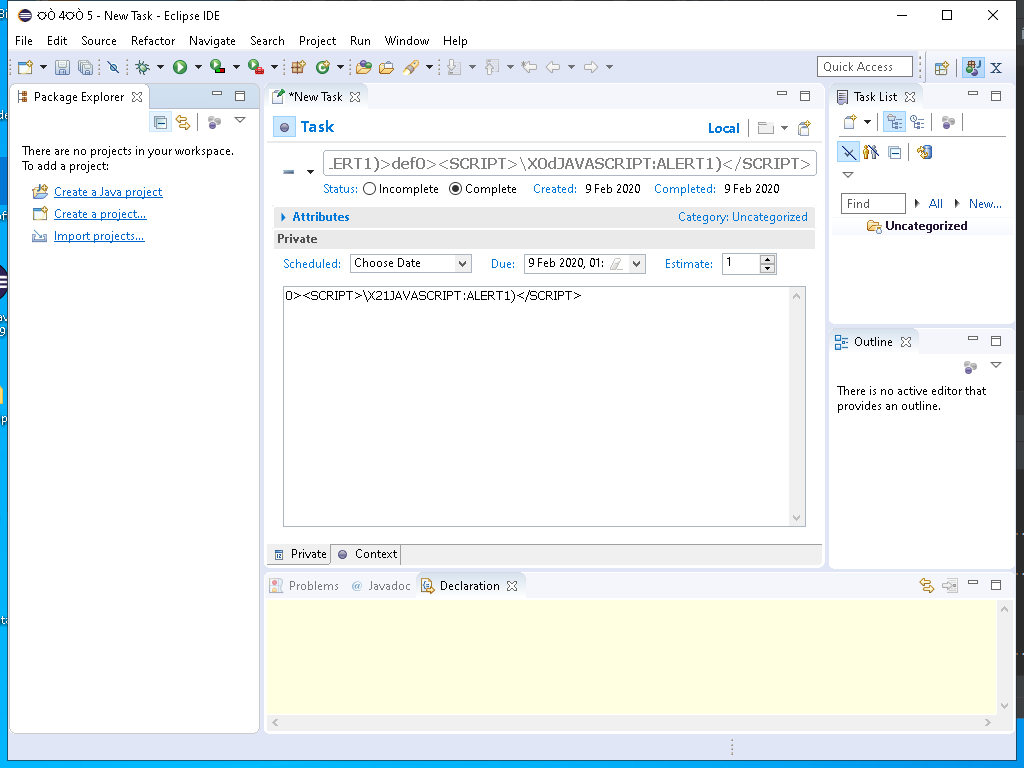 ѸÒ 4ѸÒ 5 - New Task - Eclipse IDE
File Edit Source Refactor Navigate Search Project Run Window Help
Quick Access
Package Explorer
There are no projects in your workspace.
To add a project:
Create a Java project
Create a project...
Import projects...
*New Task
Task
Local
.ERT1)>def0><SCRIPT>\X0dJAVASCRIPT:ALERT1)</SCRIPT>
Status: Incomplete Complete Created: 9 Feb 2020 Completed: 9 Feb 2020
Attributes Category: Uncategorized
Private
Scheduled: Choose Date Due: 9 Feb 2020, 01: Estimate: 1
0><SCRIPT>\X21JAVASCRIPT:ALERT1)</SCRIPT>
Private Context
Problems @ Javadoc Declaration
Task List
Find All New...
Uncategorized
Outline
There is no active editor that
provides an outline.